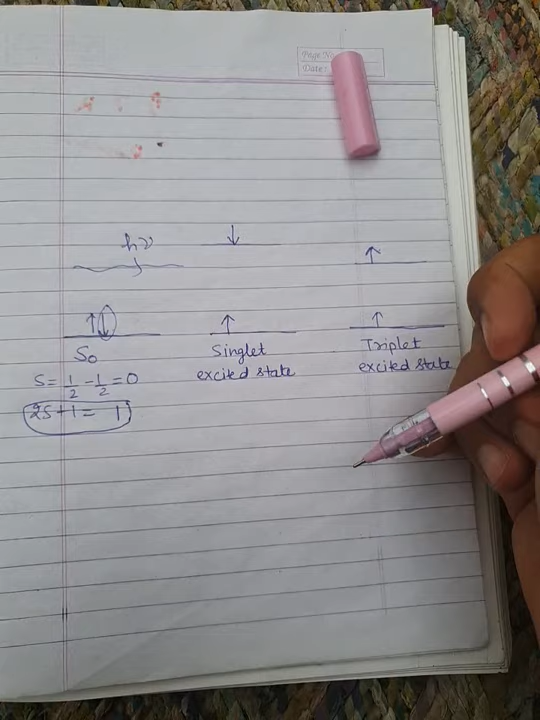 Page No.
Date:
hν
↓
↑
↑↓
↑
↑
S₀
Singlet
excited state
Triplet
excited state
S = 1/2 - 1/2 = 0
2S+1 = 1